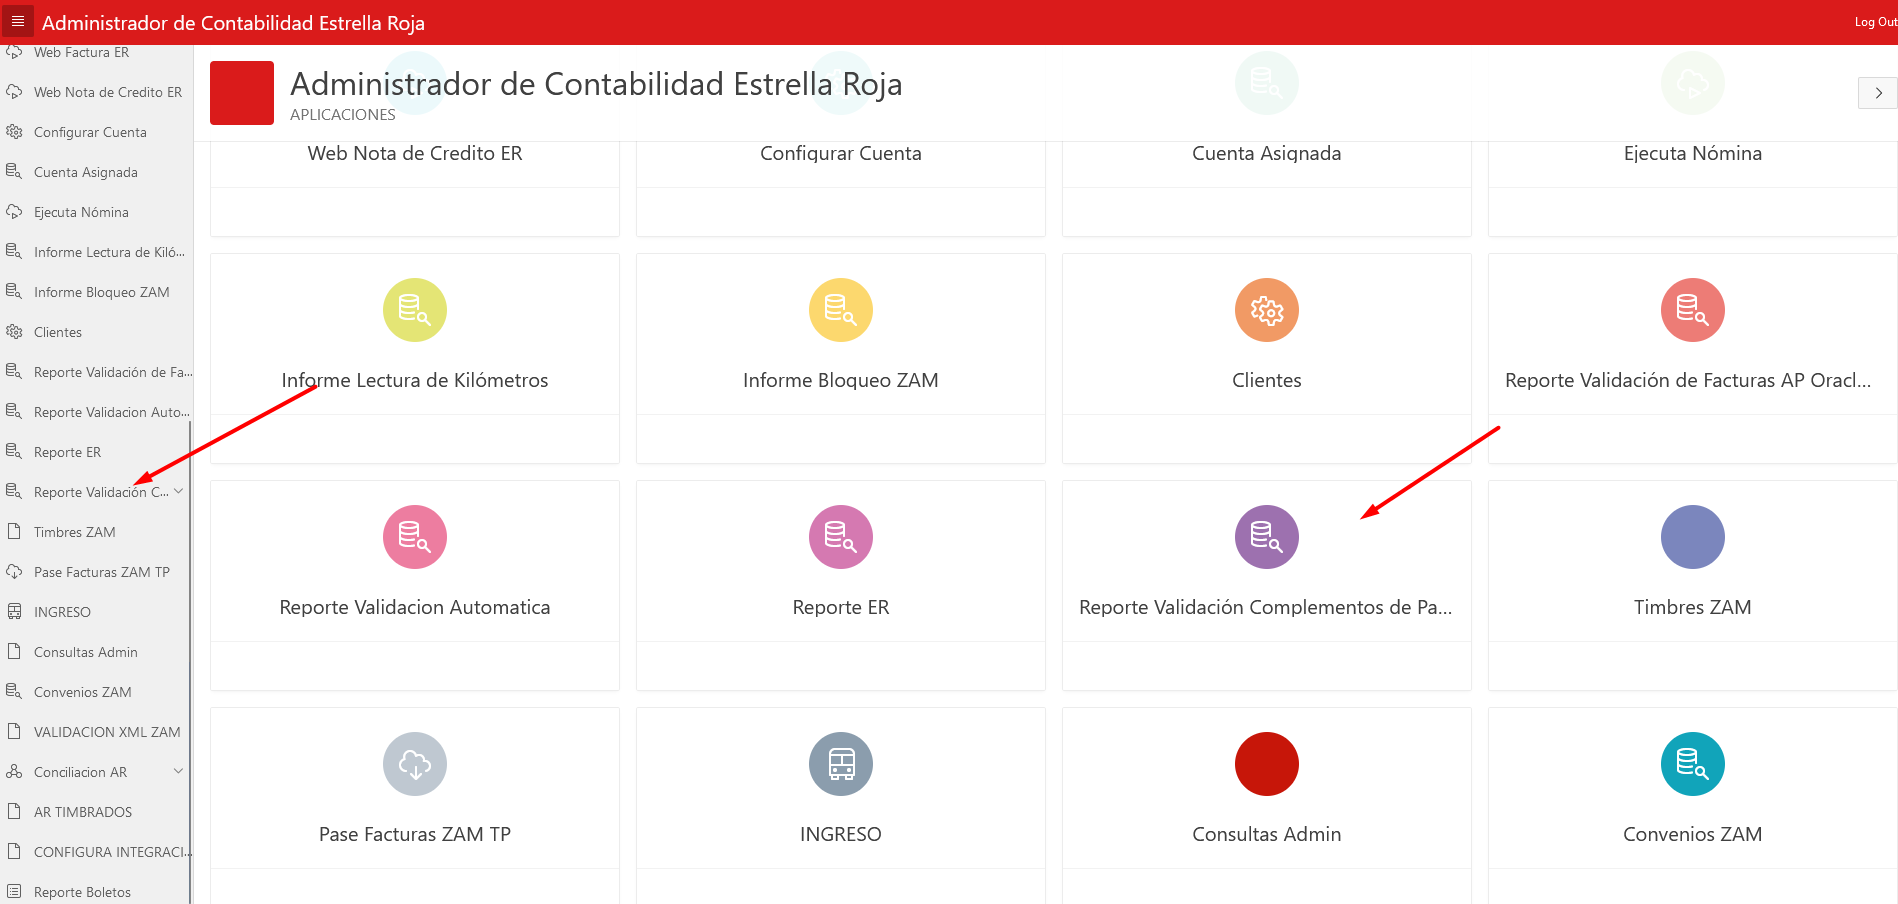 Administrador de Contabilidad Estrella Roja
Log Out
Web Factura ER
Web Nota de Credito ER
Configurar Cuenta
Cuenta Asignada
Ejecuta Nómina
Informe Lectura de Kiló...
Informe Bloqueo ZAM
Clientes
Reporte Validación de Fa...
Reporte Validacion Auto...
Reporte ER
Reporte Validación C...
Timbres ZAM
Pase Facturas ZAM TP
INGRESO
Consultas Admin
Convenios ZAM
VALIDACION XML ZAM
Conciliacion AR
AR TIMBRADOS
CONFIGURA INTEGRACI...
Reporte Boletos
Administrador de Contabilidad Estrella Roja
APLICACIONES
Web Nota de Credito ER
Configurar Cuenta
Cuenta Asignada
Ejecuta Nómina
Informe Lectura de Kilómetros
Informe Bloqueo ZAM
Clientes
Reporte Validación de Facturas AP Oracl...
Reporte Validacion Automatica
Reporte ER
Reporte Validación Complementos de Pa...
Timbres ZAM
Pase Facturas ZAM TP
INGRESO
Consultas Admin
Convenios ZAM